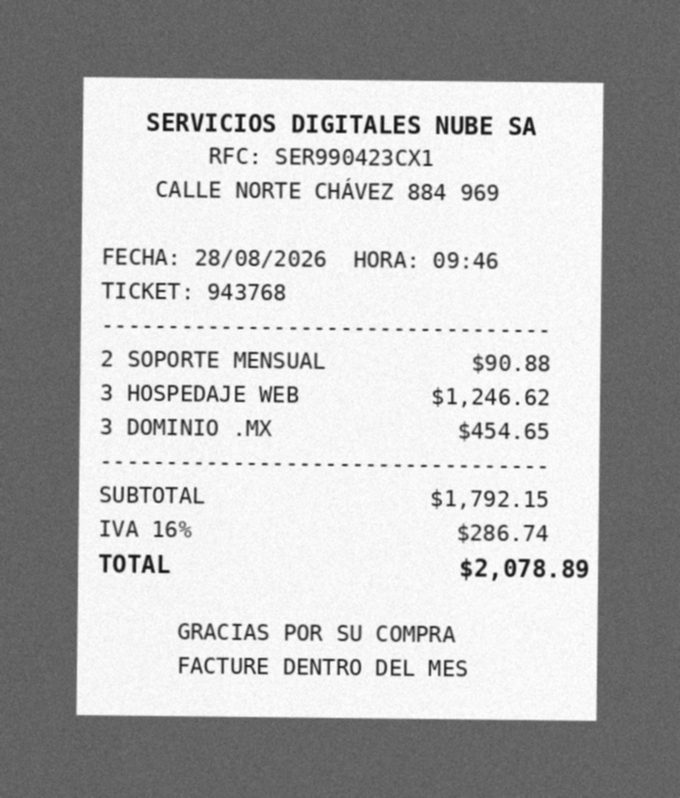 SERVICIOS DIGITALES NUBE SA
RFC: SER990423CX1
CALLE NORTE CHÁVEZ 884 969
FECHA: 28/08/2026  HORA: 09:46
TICKET: 943768
----------------------------------
2 SOPORTE MENSUAL $90.88
3 HOSPEDAJE WEB $1,246.62
3 DOMINIO .MX $454.65
----------------------------------
SUBTOTAL $1,792.15
IVA 16% $286.74
TOTAL $2,078.89
GRACIAS POR SU COMPRA
FACTURE DENTRO DEL MES